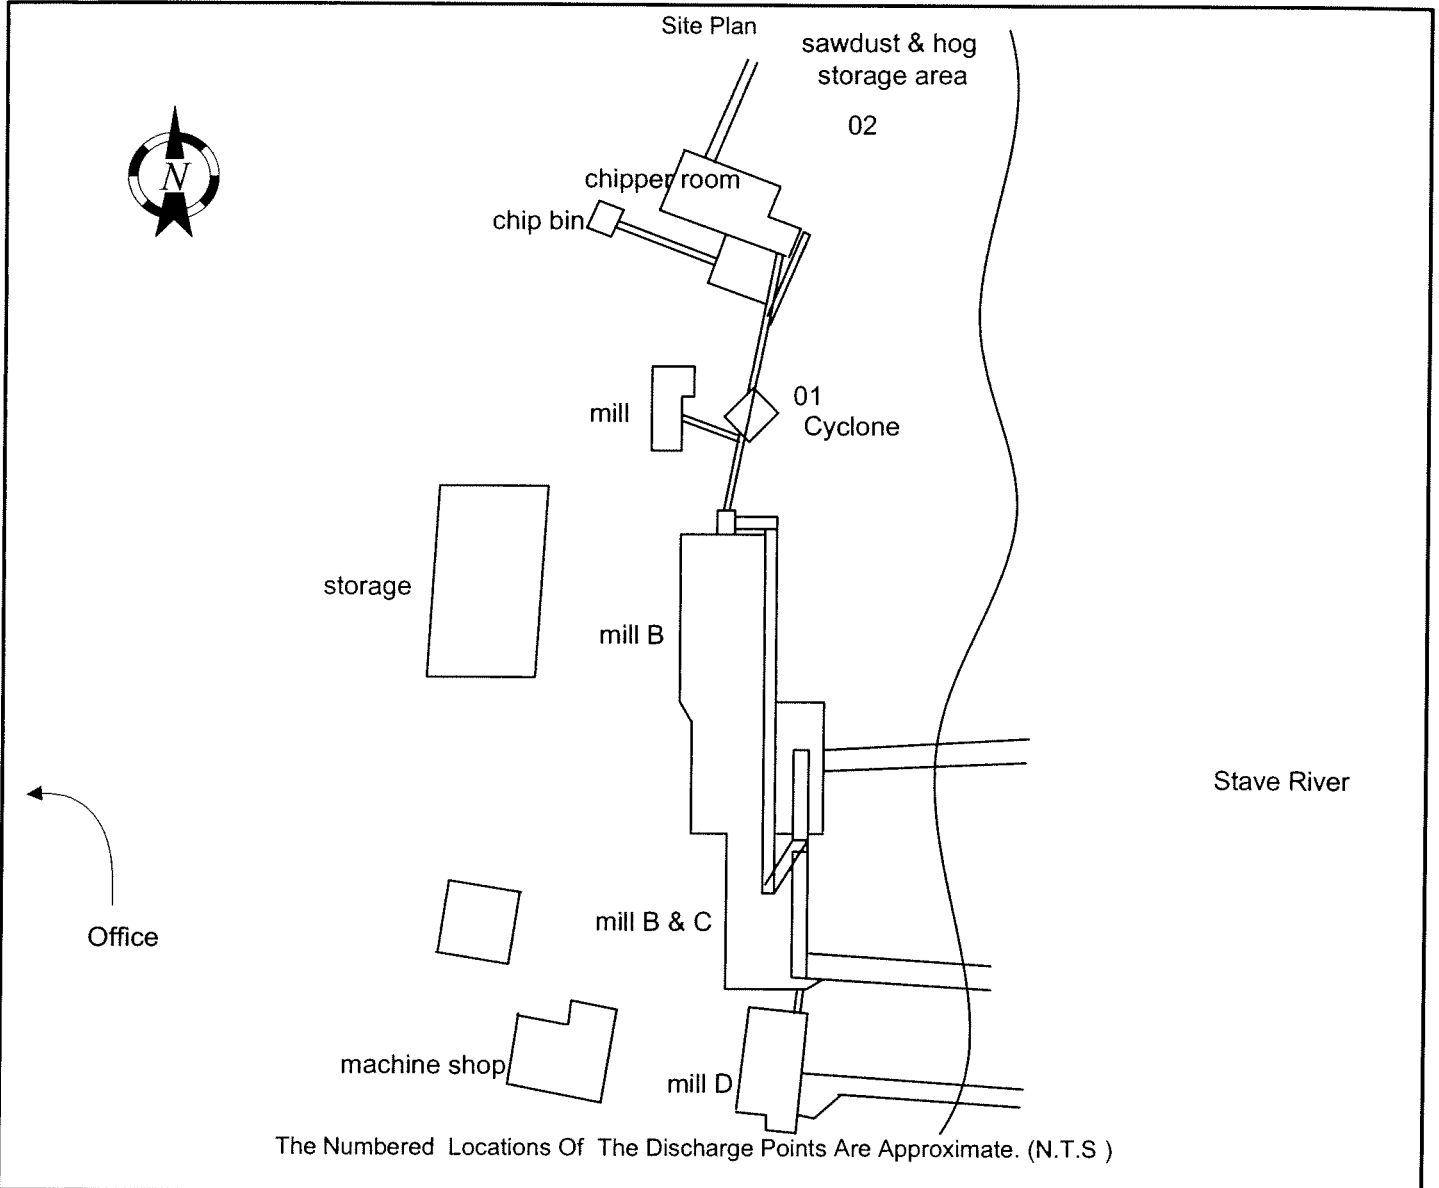 Site Plan
sawdust & hog
storage area
02
N
chipper room
chip bin
01
mill
Cyclone
storage
mill B
Stave River
mill B & C
Office
machine shop
mill D
The Numbered Locations Of The Discharge Points Are Approximate. (N.T.S )